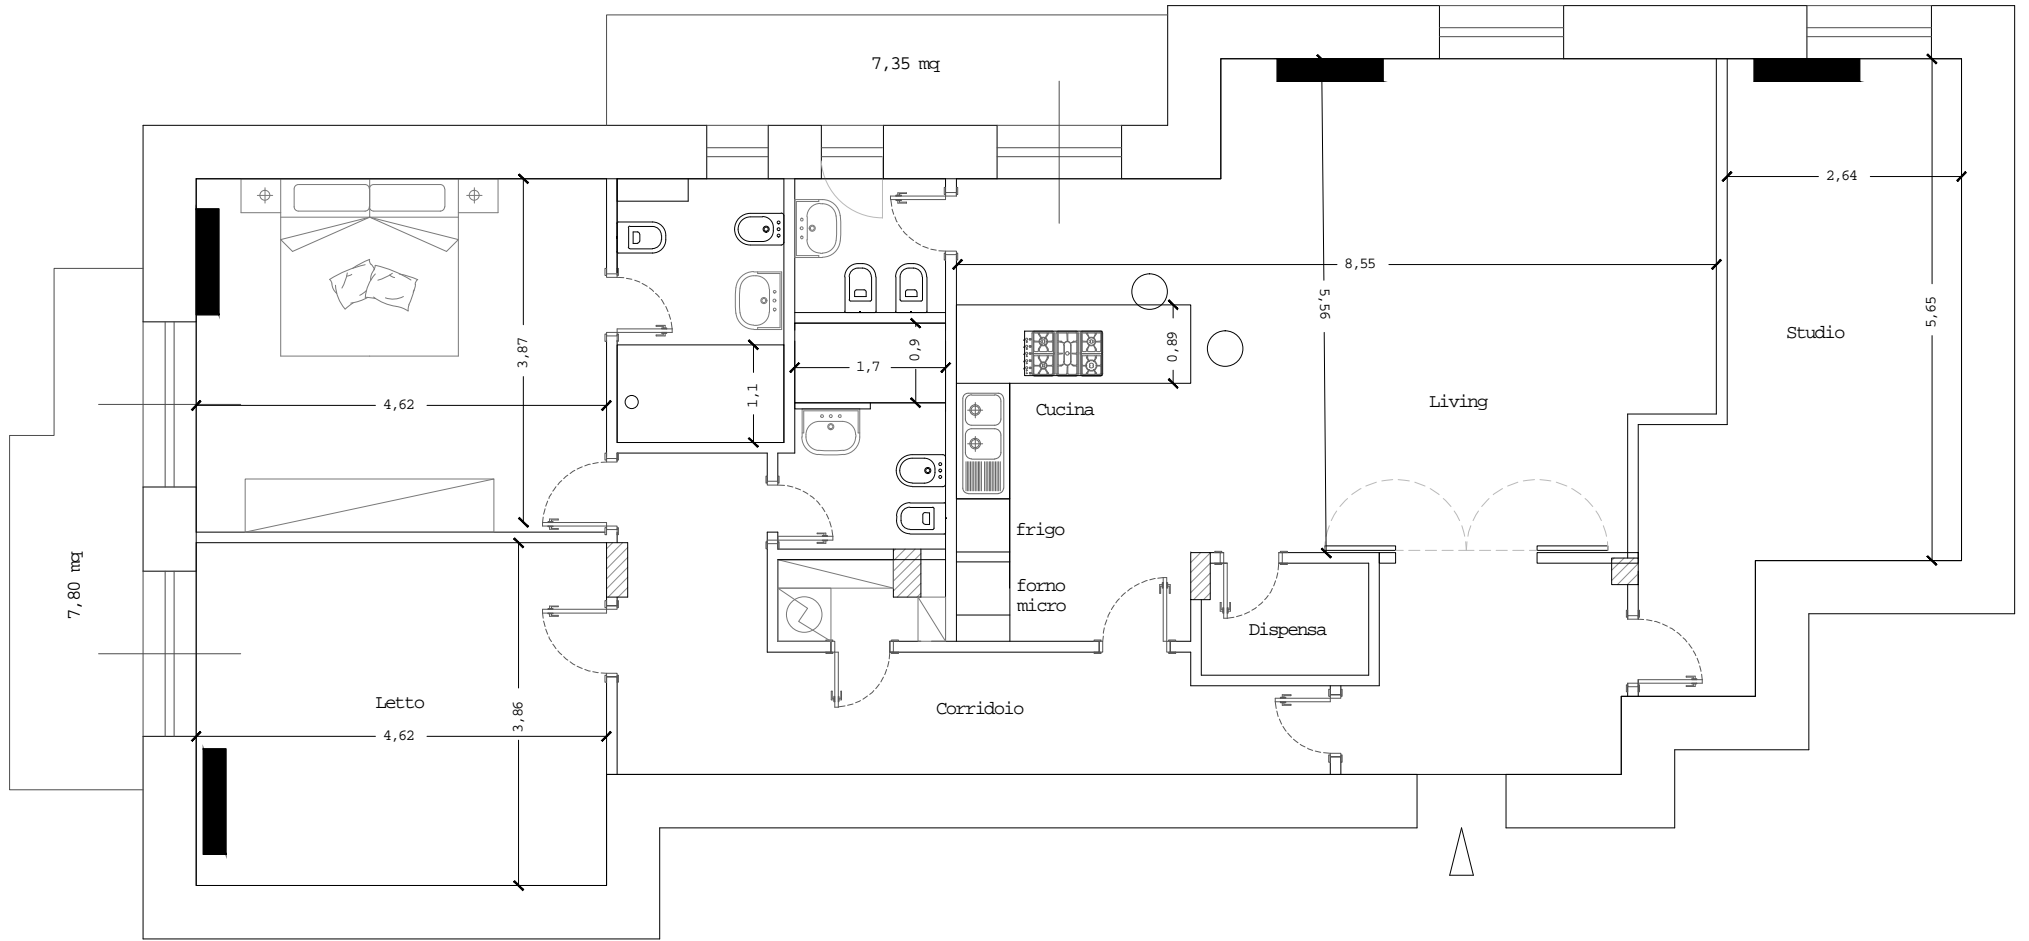 7,35 mq
2,64
8,55
5,56
5,65
3,87
0,89
Studio
0,9
1,7
1,1
4,62
Cucina
Living
frigo
7,80 mq
forno
micro
Dispensa
Letto
3,86
Corridoio
4,62